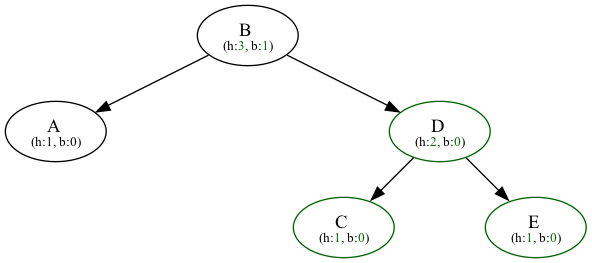 B
(h:3, b:1)
A
(h:1, b:0)
D
(h:2, b:0)
C
(h:1, b:0)
E
(h:1, b:0)